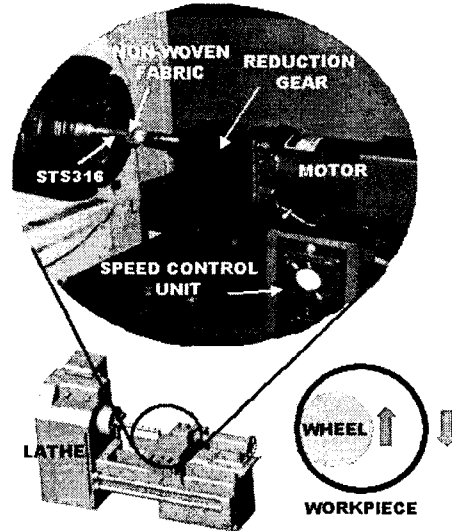 NON-WOVEN
FABRIC
REDUCTION
GEAR
STS316
MOTOR
SPEED CONTROL
UNIT
LATHE
WHEEL
WORKPIECE